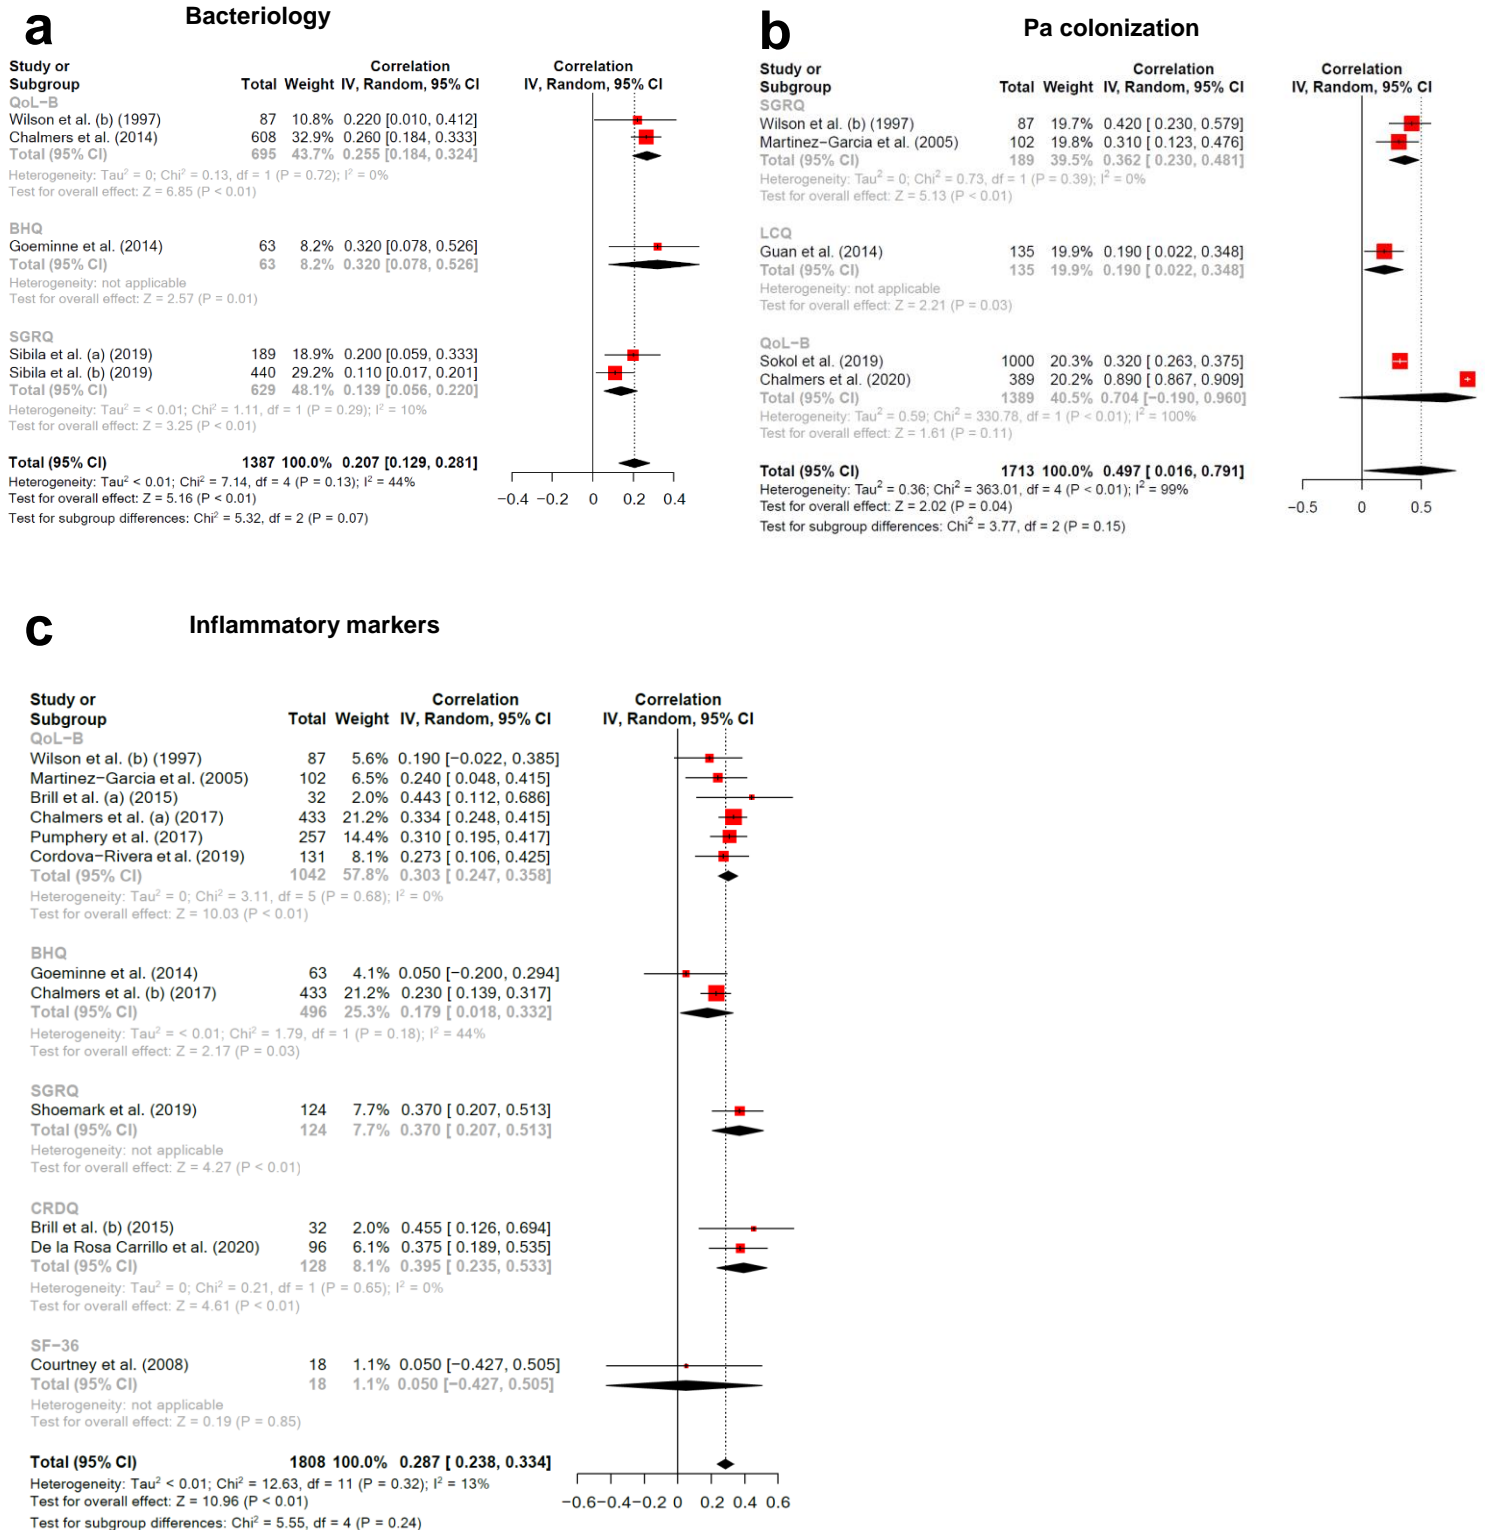 a
Bacteriology
Study or Correlation Correlation
Subgroup Total Weight IV, Random, 95% CI IV, Random, 95% CI
QoL−B
Wilson et al. (b) (1997) 87 10.8% 0.220 [0.010, 0.412]
Chalmers et al. (2014) 608 32.9% 0.260 [0.184, 0.333]
Total (95% CI) 695 43.7% 0.255 [0.184, 0.324]
Heterogeneity: Tau² = 0; Chi² = 0.13, df = 1 (P = 0.72); I² = 0%
Test for overall effect: Z = 6.85 (P < 0.01)
BHQ
Goeminne et al. (2014) 63 8.2% 0.320 [0.078, 0.526]
Total (95% CI) 63 8.2% 0.320 [0.078, 0.526]
Heterogeneity: not applicable
Test for overall effect: Z = 2.57 (P = 0.01)
SGRQ
Sibila et al. (a) (2019) 189 18.9% 0.200 [0.059, 0.333]
Sibila et al. (b) (2019) 440 29.2% 0.110 [0.017, 0.201]
Total (95% CI) 629 48.1% 0.139 [0.056, 0.220]
Heterogeneity: Tau² = < 0.01; Chi² = 1.11, df = 1 (P = 0.29); I² = 10%
Test for overall effect: Z = 3.25 (P < 0.01)
Total (95% CI) 1387 100.0% 0.207 [0.129, 0.281]
Heterogeneity: Tau² < 0.01; Chi² = 7.14, df = 4 (P = 0.13); I² = 44%
Test for overall effect: Z = 5.16 (P < 0.01)
Test for subgroup differences: Chi² = 5.32, df = 2 (P = 0.07)
−0.4 −0.2 0 0.2 0.4
b
Pa colonization
Study or Correlation Correlation
Subgroup Total Weight IV, Random, 95% CI IV, Random, 95% CI
SGRQ
Wilson et al. (b) (1997) 87 19.7% 0.420 [ 0.230, 0.579]
Martinez−Garcia et al. (2005) 102 19.8% 0.310 [ 0.123, 0.476]
Total (95% CI) 189 39.5% 0.362 [ 0.230, 0.481]
Heterogeneity: Tau² = 0; Chi² = 0.73, df = 1 (P = 0.39); I² = 0%
Test for overall effect: Z = 5.13 (P < 0.01)
LCQ
Guan et al. (2014) 135 19.9% 0.190 [ 0.022, 0.348]
Total (95% CI) 135 19.9% 0.190 [ 0.022, 0.348]
Heterogeneity: not applicable
Test for overall effect: Z = 2.21 (P = 0.03)
QoL−B
Sokol et al. (2019) 1000 20.3% 0.320 [ 0.263, 0.375]
Chalmers et al. (2020) 389 20.2% 0.890 [ 0.867, 0.909]
Total (95% CI) 1389 40.5% 0.704 [−0.190, 0.960]
Heterogeneity: Tau² = 0.59; Chi² = 330.78, df = 1 (P < 0.01); I² = 100%
Test for overall effect: Z = 1.61 (P = 0.11)
Total (95% CI) 1713 100.0% 0.497 [ 0.016, 0.791]
Heterogeneity: Tau² = 0.36; Chi² = 363.01, df = 4 (P < 0.01); I² = 99%
Test for overall effect: Z = 2.02 (P = 0.04)
Test for subgroup differences: Chi² = 3.77, df = 2 (P = 0.15)
−0.5 0 0.5
c
Inflammatory markers
Study or Correlation Correlation
Subgroup Total Weight IV, Random, 95% CI IV, Random, 95% CI
QoL−B
Wilson et al. (b) (1997) 87 5.6% 0.190 [−0.022, 0.385]
Martinez−Garcia et al. (2005) 102 6.5% 0.240 [ 0.048, 0.415]
Brill et al. (a) (2015) 32 2.0% 0.443 [ 0.112, 0.686]
Chalmers et al. (a) (2017) 433 21.2% 0.334 [ 0.248, 0.415]
Pumphery et al. (2017) 257 14.4% 0.310 [ 0.195, 0.417]
Cordova−Rivera et al. (2019) 131 8.1% 0.273 [ 0.106, 0.425]
Total (95% CI) 1042 57.8% 0.303 [ 0.247, 0.358]
Heterogeneity: Tau² = 0; Chi² = 3.11, df = 5 (P = 0.68); I² = 0%
Test for overall effect: Z = 10.03 (P < 0.01)
BHQ
Goeminne et al. (2014) 63 4.1% 0.050 [−0.200, 0.294]
Chalmers et al. (b) (2017) 433 21.2% 0.230 [ 0.139, 0.317]
Total (95% CI) 496 25.3% 0.179 [ 0.018, 0.332]
Heterogeneity: Tau² = < 0.01; Chi² = 1.79, df = 1 (P = 0.18); I² = 44%
Test for overall effect: Z = 2.17 (P = 0.03)
SGRQ
Shoemark et al. (2019) 124 7.7% 0.370 [ 0.207, 0.513]
Total (95% CI) 124 7.7% 0.370 [ 0.207, 0.513]
Heterogeneity: not applicable
Test for overall effect: Z = 4.27 (P < 0.01)
CRDQ
Brill et al. (b) (2015) 32 2.0% 0.455 [ 0.126, 0.694]
De la Rosa Carrillo et al. (2020) 96 6.1% 0.375 [ 0.189, 0.535]
Total (95% CI) 128 8.1% 0.395 [ 0.235, 0.533]
Heterogeneity: Tau² = 0; Chi² = 0.21, df = 1 (P = 0.65); I² = 0%
Test for overall effect: Z = 4.61 (P < 0.01)
SF−36
Courtney et al. (2008) 18 1.1% 0.050 [−0.427, 0.505]
Total (95% CI) 18 1.1% 0.050 [−0.427, 0.505]
Heterogeneity: not applicable
Test for overall effect: Z = 0.19 (P = 0.85)
Total (95% CI) 1808 100.0% 0.287 [ 0.238, 0.334]
Heterogeneity: Tau² < 0.01; Chi² = 12.63, df = 11 (P = 0.32); I² = 13%
Test for overall effect: Z = 10.96 (P < 0.01)
Test for subgroup differences: Chi² = 5.55, df = 4 (P = 0.24)
−0.6−0.4−0.2 0 0.2 0.4 0.6